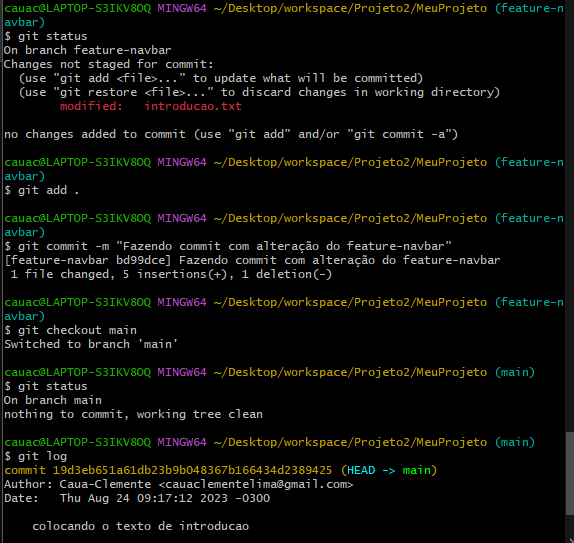 cauac@LAPTOP-S3IKV8OQ MINGW64 ~/Desktop/workspace/Projeto2/MeuProjeto (feature-n
avbar)
$ git status
On branch feature-navbar
Changes not staged for commit:
  (use "git add <file>..." to update what will be committed)
  (use "git restore <file>..." to discard changes in working directory)
        modified:   introducao.txt

no changes added to commit (use "git add" and/or "git commit -a")

cauac@LAPTOP-S3IKV8OQ MINGW64 ~/Desktop/workspace/Projeto2/MeuProjeto (feature-n
avbar)
$ git add .

cauac@LAPTOP-S3IKV8OQ MINGW64 ~/Desktop/workspace/Projeto2/MeuProjeto (feature-n
avbar)
$ git commit -m "Fazendo commit com alteração do feature-navbar"
[feature-navbar bd99dce] Fazendo commit com alteração do feature-navbar
 1 file changed, 5 insertions(+), 1 deletion(-)

cauac@LAPTOP-S3IKV8OQ MINGW64 ~/Desktop/workspace/Projeto2/MeuProjeto (feature-n
avbar)
$ git checkout main
Switched to branch 'main'

cauac@LAPTOP-S3IKV8OQ MINGW64 ~/Desktop/workspace/Projeto2/MeuProjeto (main)
$ git status
On branch main
nothing to commit, working tree clean

cauac@LAPTOP-S3IKV8OQ MINGW64 ~/Desktop/workspace/Projeto2/MeuProjeto (main)
$ git log
commit 19d3eb651a61db23b9b048367b166434d2389425 (HEAD -> main)
Author: Caua-Clemente <cauaclementelima@gmail.com>
Date:   Thu Aug 24 09:17:12 2023 -0300

    colocando o texto de introducao